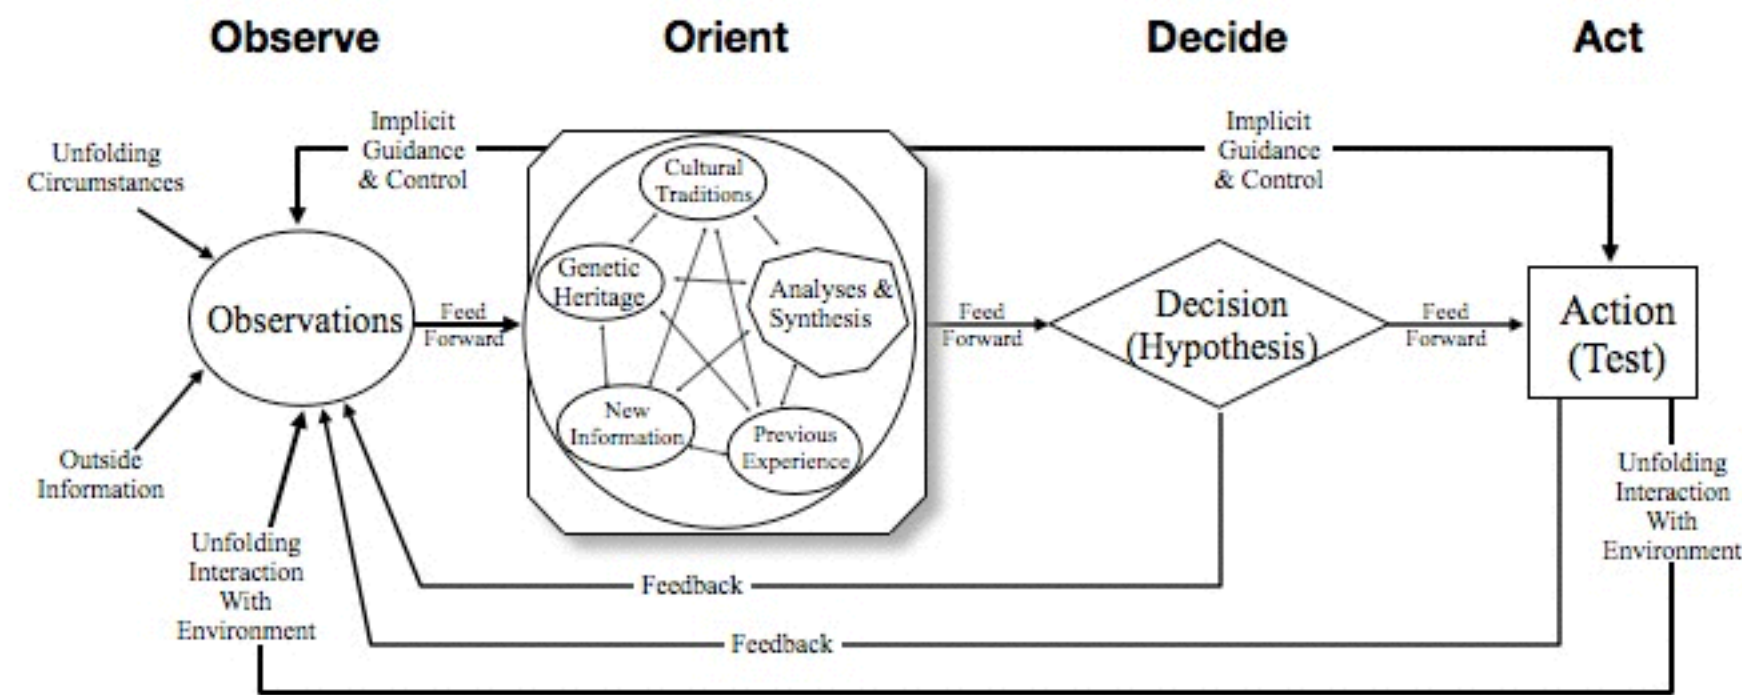 Observe
Orient
Decide
Act
Implicit
Guidance
& Control
Implicit
Guidance
& Control
Unfolding
Circumstances
Cultural
Traditions
Genetic
Heritage
Analyses &
Synthesis
Observations
Feed
Forward
Feed
Forward
Decision
(Hypothesis)
Feed
Forward
Action
(Test)
New
Information
Previous
Experience
Outside
Information
Unfolding
Interaction
With
Environment
Unfolding
Interaction
With
Environment
Feedback
Feedback